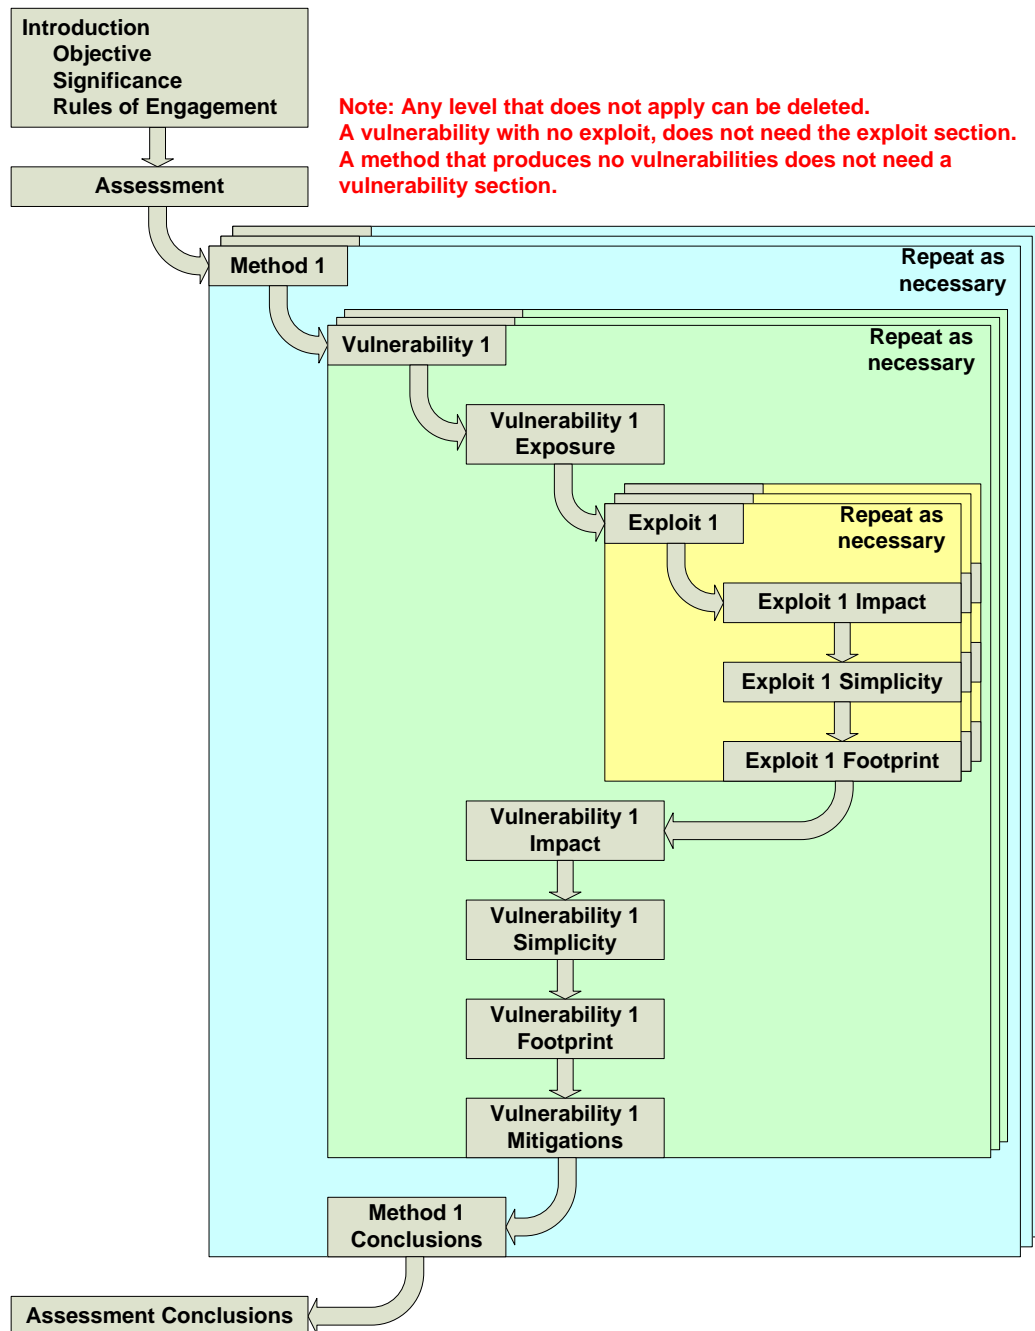 Introduction
Objective
Significance
Rules of Engagement
Note: Any level that does not apply can be deleted.
A vulnerability with no exploit, does not need the exploit section.
A method that produces no vulnerabilities does not need a
vulnerability section.
Assessment
Method 1
Repeat as
necessary
Vulnerability 1
Repeat as
necessary
Vulnerability 1
Exposure
Exploit 1
Repeat as
necessary
Exploit 1 Impact
Exploit 1 Simplicity
Exploit 1 Footprint
Vulnerability 1
Impact
Vulnerability 1
Simplicity
Vulnerability 1
Footprint
Vulnerability 1
Mitigations
Method 1
Conclusions
Assessment Conclusions